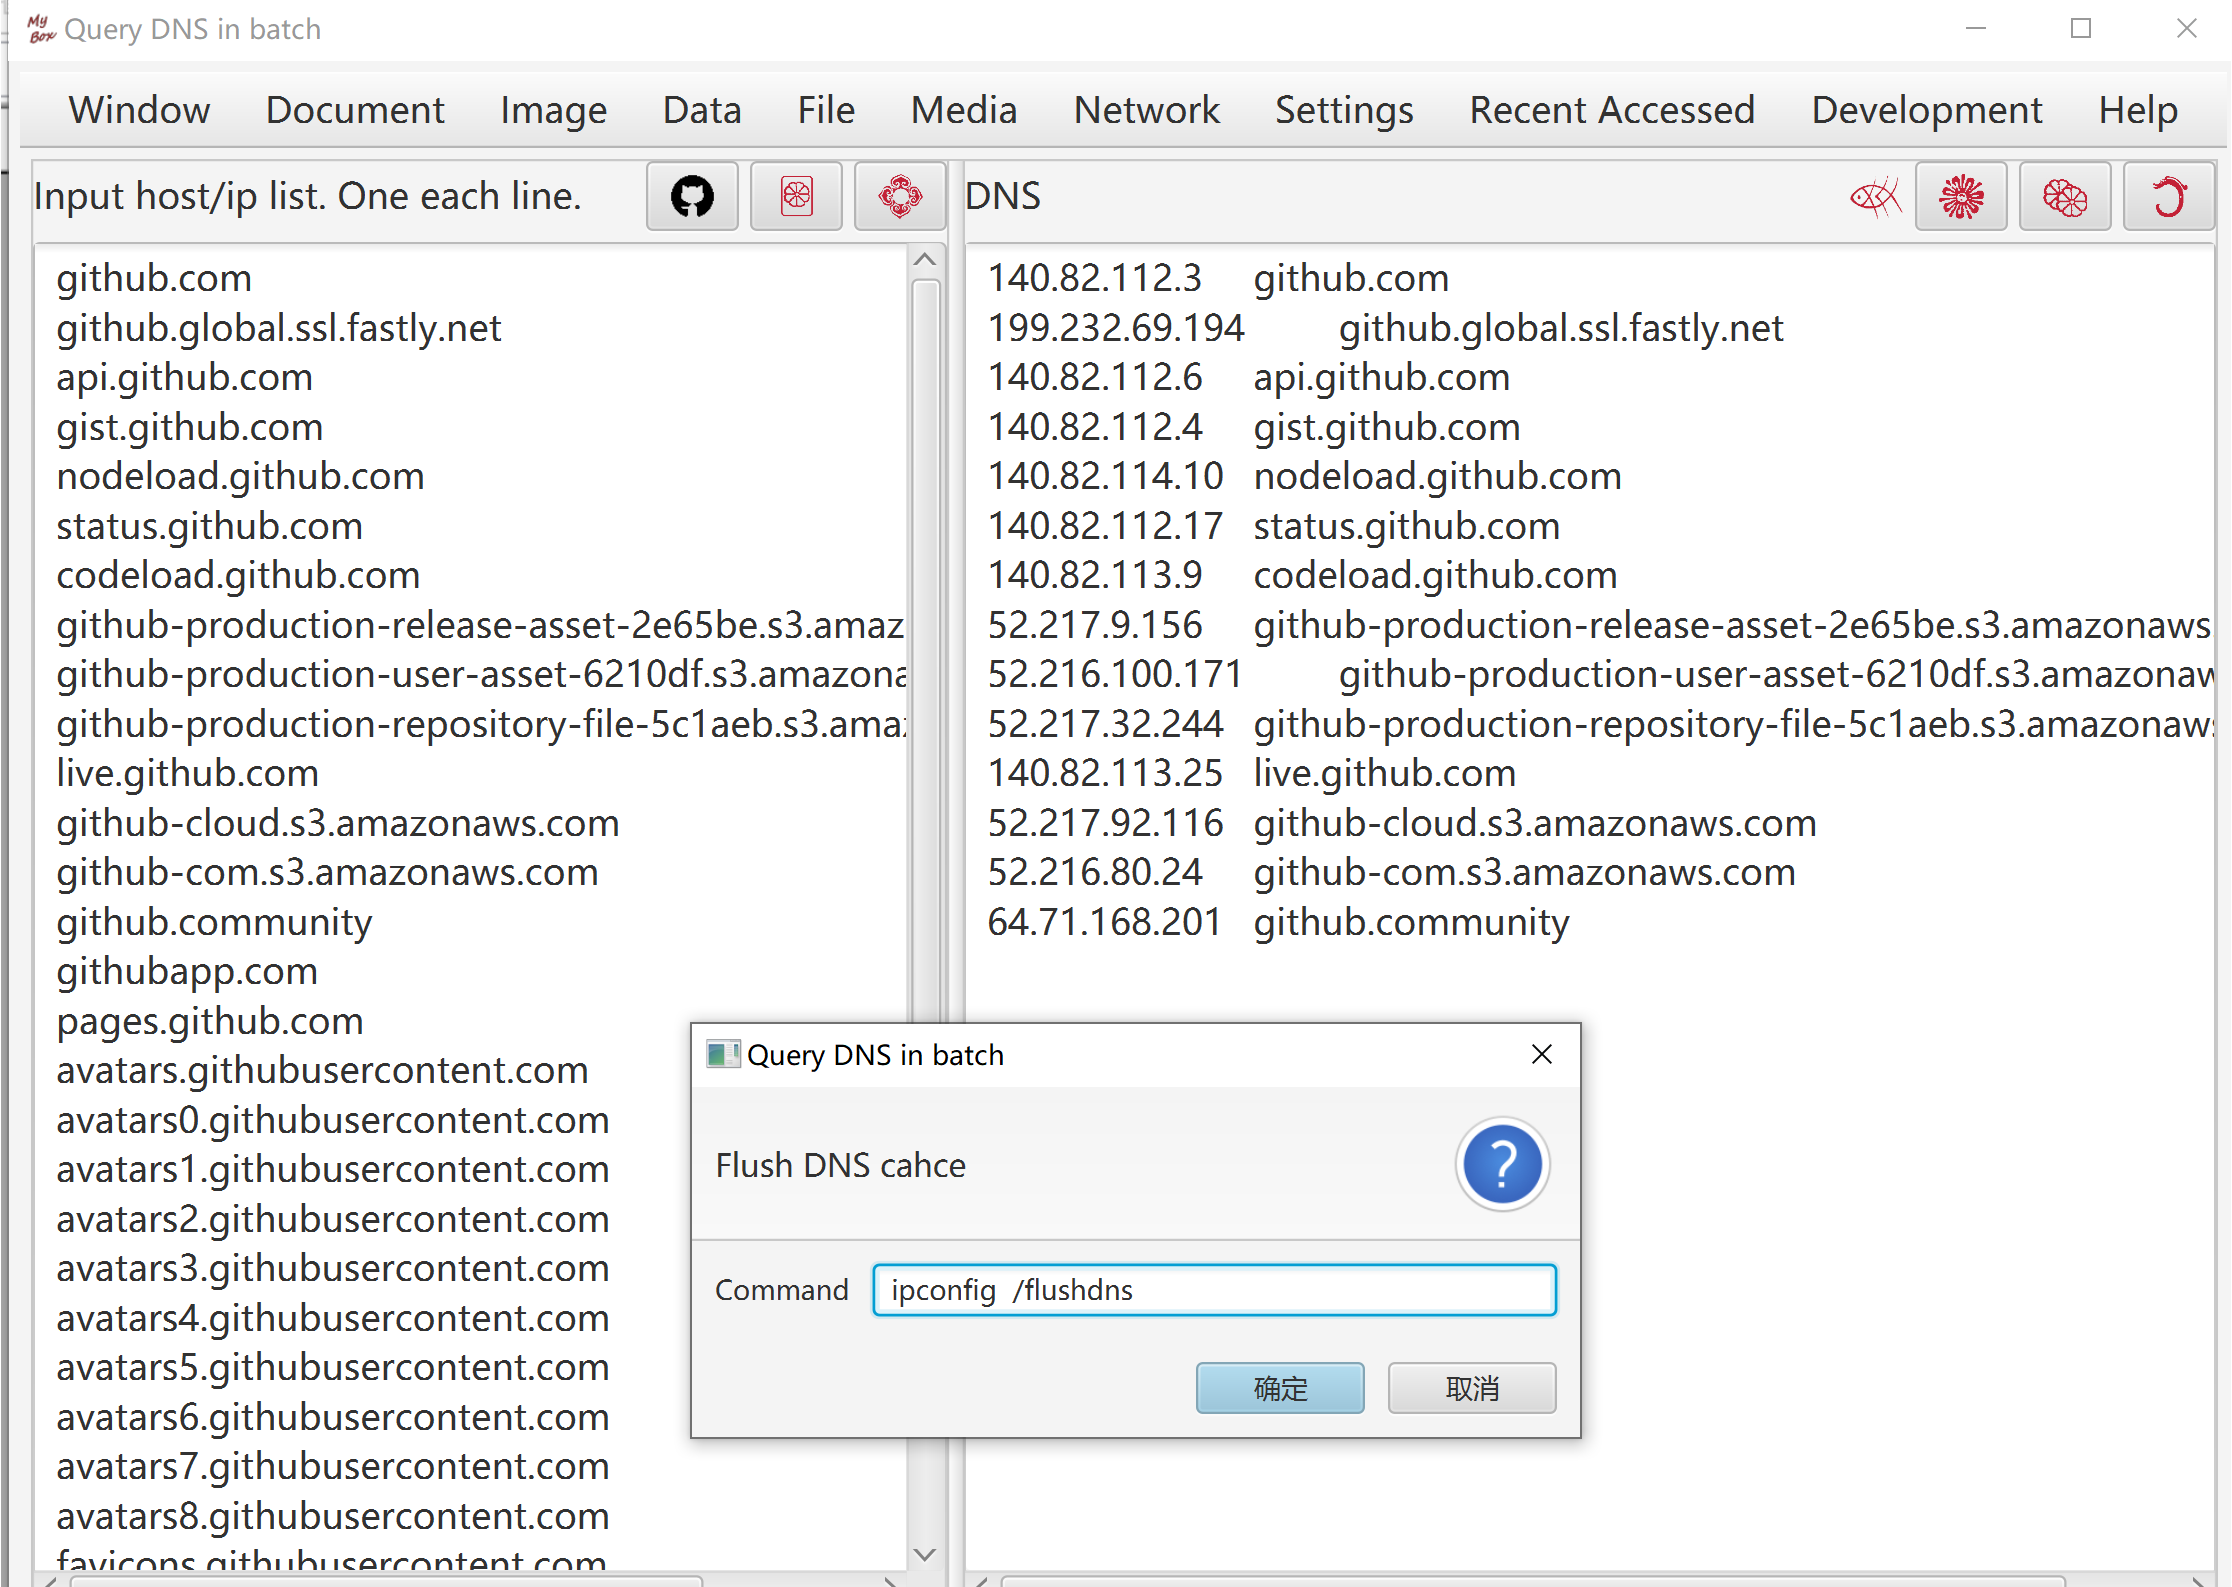 My Box Query DNS in batch
Window Document Image Data File Media Network Settings Recent Accessed Development Help
Input host/ip list. One each line.
github.com
github.global.ssl.fastly.net
api.github.com
gist.github.com
nodeload.github.com
status.github.com
codeload.github.com
github-production-release-asset-2e65be.s3.amaz
github-production-user-asset-6210df.s3.amazona
github-production-repository-file-5c1aeb.s3.amaz
live.github.com
github-cloud.s3.amazonaws.com
github-com.s3.amazonaws.com
github.community
githubapp.com
pages.github.com
avatars.githubusercontent.com
avatars0.githubusercontent.com
avatars1.githubusercontent.com
avatars2.githubusercontent.com
avatars3.githubusercontent.com
avatars4.githubusercontent.com
avatars5.githubusercontent.com
avatars6.githubusercontent.com
avatars7.githubusercontent.com
avatars8.githubusercontent.com
favicons.githubusercontent.com
DNS
140.82.112.3 github.com
199.232.69.194 github.global.ssl.fastly.net
140.82.112.6 api.github.com
140.82.112.4 gist.github.com
140.82.114.10 nodeload.github.com
140.82.112.17 status.github.com
140.82.113.9 codeload.github.com
52.217.9.156 github-production-release-asset-2e65be.s3.amazonaws.
52.216.100.171 github-production-user-asset-6210df.s3.amazonaw
52.217.32.244 github-production-repository-file-5c1aeb.s3.amazonaws
140.82.113.25 live.github.com
52.217.92.116 github-cloud.s3.amazonaws.com
52.216.80.24 github-com.s3.amazonaws.com
64.71.168.201 github.community
Query DNS in batch
Flush DNS cahce
Command ipconfig  /flushdns
确定 取消